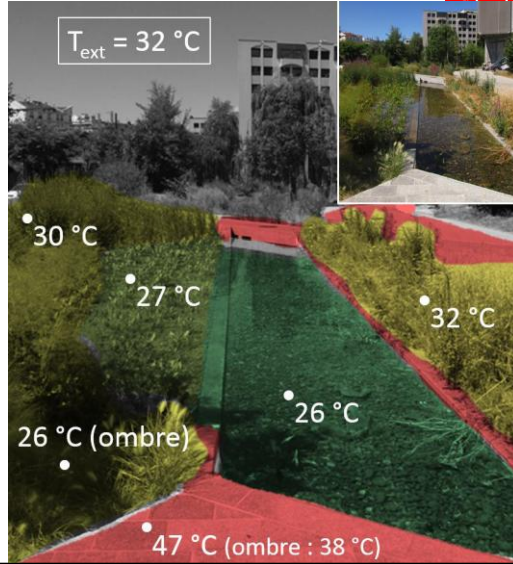 T_ext = 32 °C
30 °C
27 °C
32 °C
26 °C
26 °C (ombre)
47 °C (ombre : 38 °C)